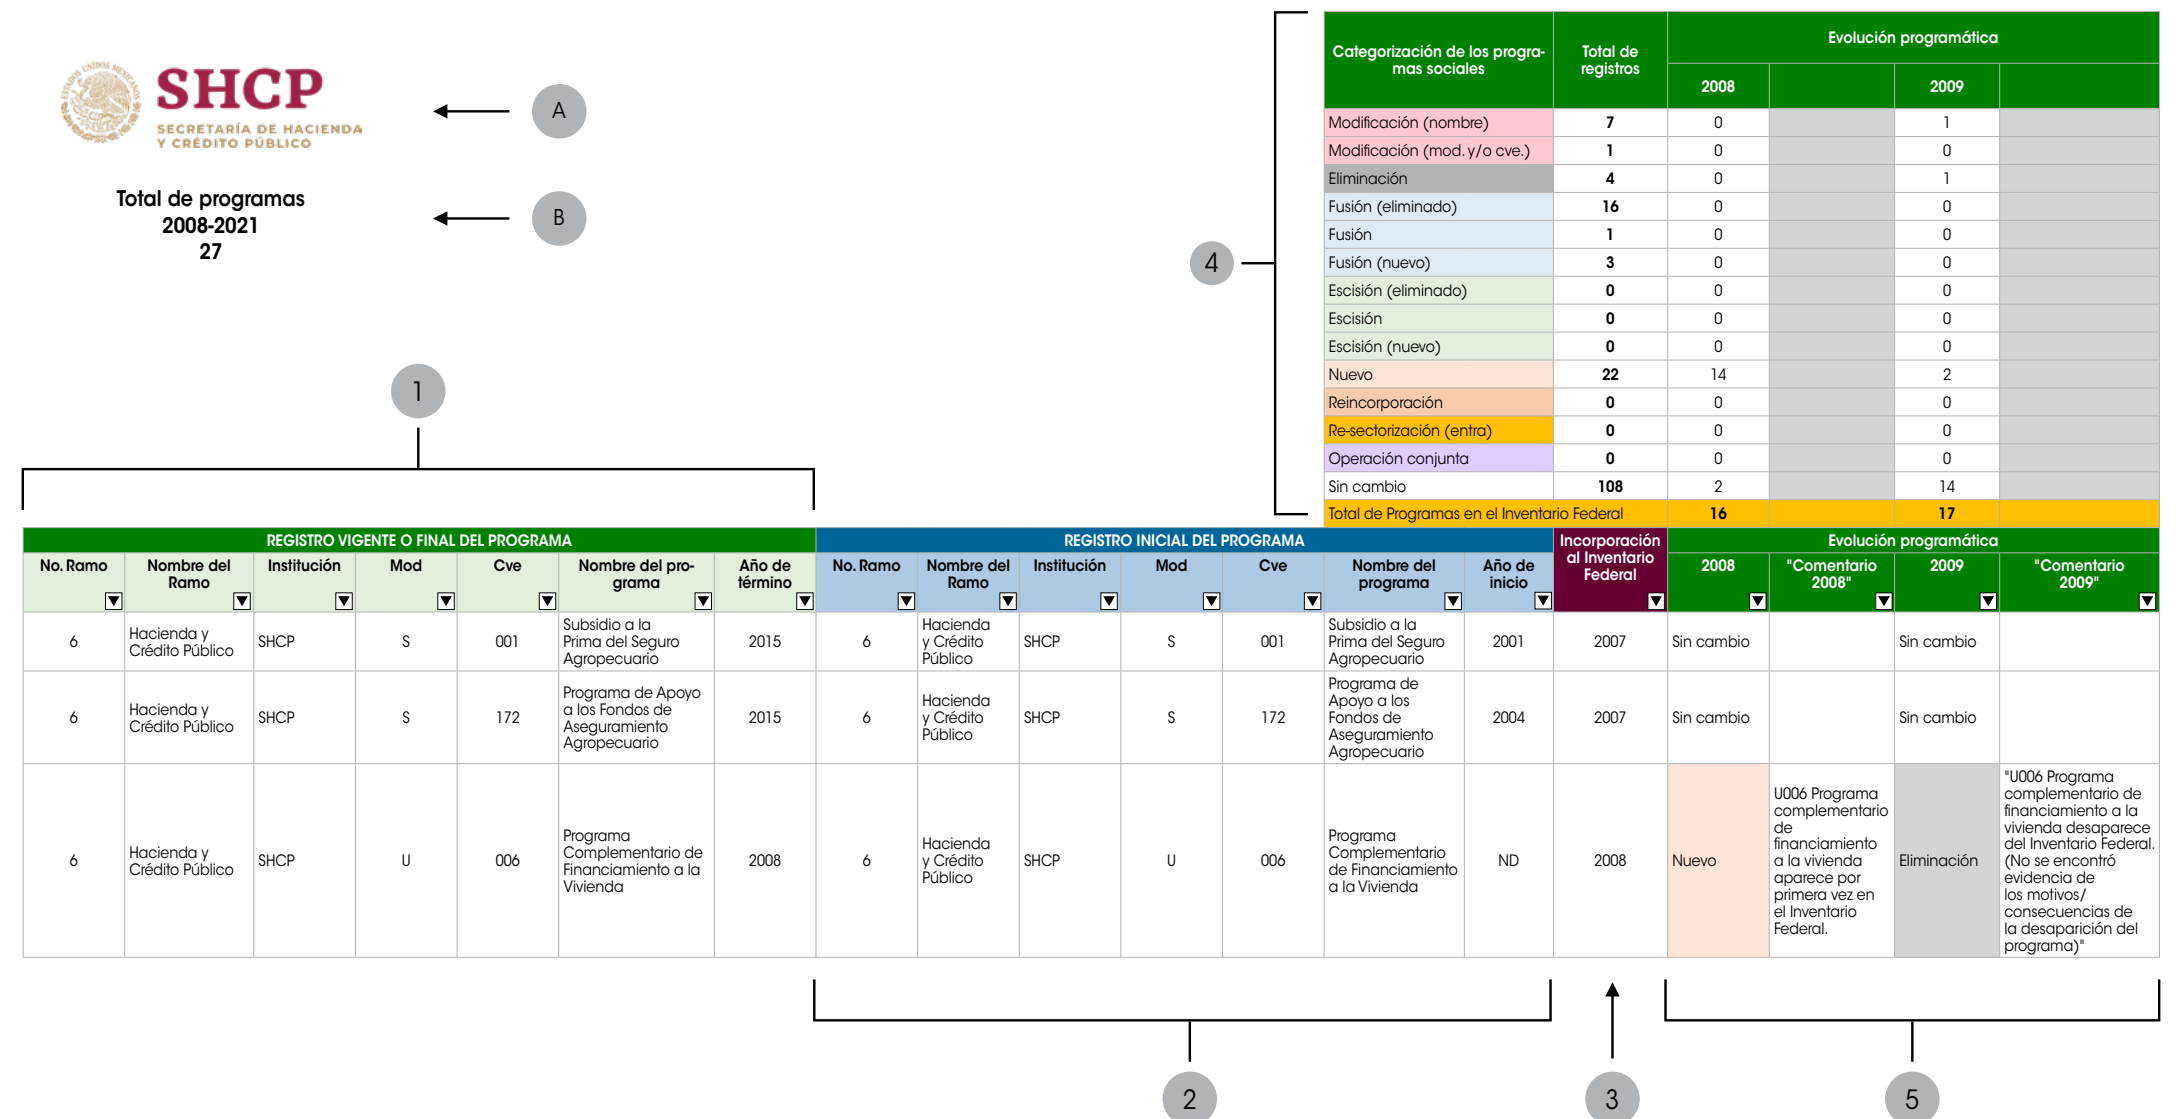 ESTADOS UNIDOS MEXICANOS
SHCP
SECRETARÍA DE HACIENDA
Y CRÉDITO PÚBLICO
A
Total de programas
2008-2021
27
B
4
Categorización de los progra-
mas sociales
Total de
registros
Evolución programática
2008
2009
Modificación (nombre) 7 0 1
Modificación (mod. y/o cve.) 1 0 0
Eliminación 4 0 1
Fusión (eliminado) 16 0 0
Fusión 1 0 0
Fusión (nuevo) 3 0 0
Escisión (eliminado) 0 0 0
Escisión 0 0 0
Escisión (nuevo) 0 0 0
Nuevo 22 14 2
Reincorporación 0 0 0
Re-sectorización (entra) 0 0 0
Operación conjunta 0 0 0
Sin cambio 108 2 14
Total de Programas en el Inventario Federal 16 17
1
REGISTRO VIGENTE O FINAL DEL PROGRAMA
REGISTRO INICIAL DEL PROGRAMA
Incorporación
al Inventario
Federal
Evolución programática
No. Ramo
Nombre del
Ramo
Institución
Mod
Cve
Nombre del pro-
grama
Año de
término
No. Ramo
Nombre del
Ramo
Institución
Mod
Cve
Nombre del
programa
Año de
inicio
2008
"Comentario
2008"
2009
"Comentario
2009"
6
Hacienda y
Crédito Público
SHCP
S
001
Subsidio a la
Prima del Seguro
Agropecuario
2015
6
Hacienda
y Crédito
Público
SHCP
S
001
Subsidio a la
Prima del Seguro
Agropecuario
2001
2007
Sin cambio
Sin cambio
6
Hacienda y
Crédito Público
SHCP
S
172
Programa de Apoyo
a los Fondos de
Aseguramiento
Agropecuario
2015
6
Hacienda
y Crédito
Público
SHCP
S
172
Programa de
Apoyo a los
Fondos de
Aseguramiento
Agropecuario
2004
2007
Sin cambio
Sin cambio
6
Hacienda y
Crédito Público
SHCP
U
006
Programa
Complementario de
Financiamiento a la
Vivienda
2008
6
Hacienda
y Crédito
Público
SHCP
U
006
Programa
Complementario
de Financiamiento
a la Vivienda
ND
2008
Nuevo
U006 Programa
complementario
de
financiamiento
a la vivienda
aparece por
primera vez en
el Inventario
Federal.
Eliminación
"U006 Programa
complementario de
financiamiento a la
vivienda desaparece
del Inventario Federal.
(No se encontró
evidencia de
los motivos/
consecuencias de
la desaparición del
programa)"
2
3
5